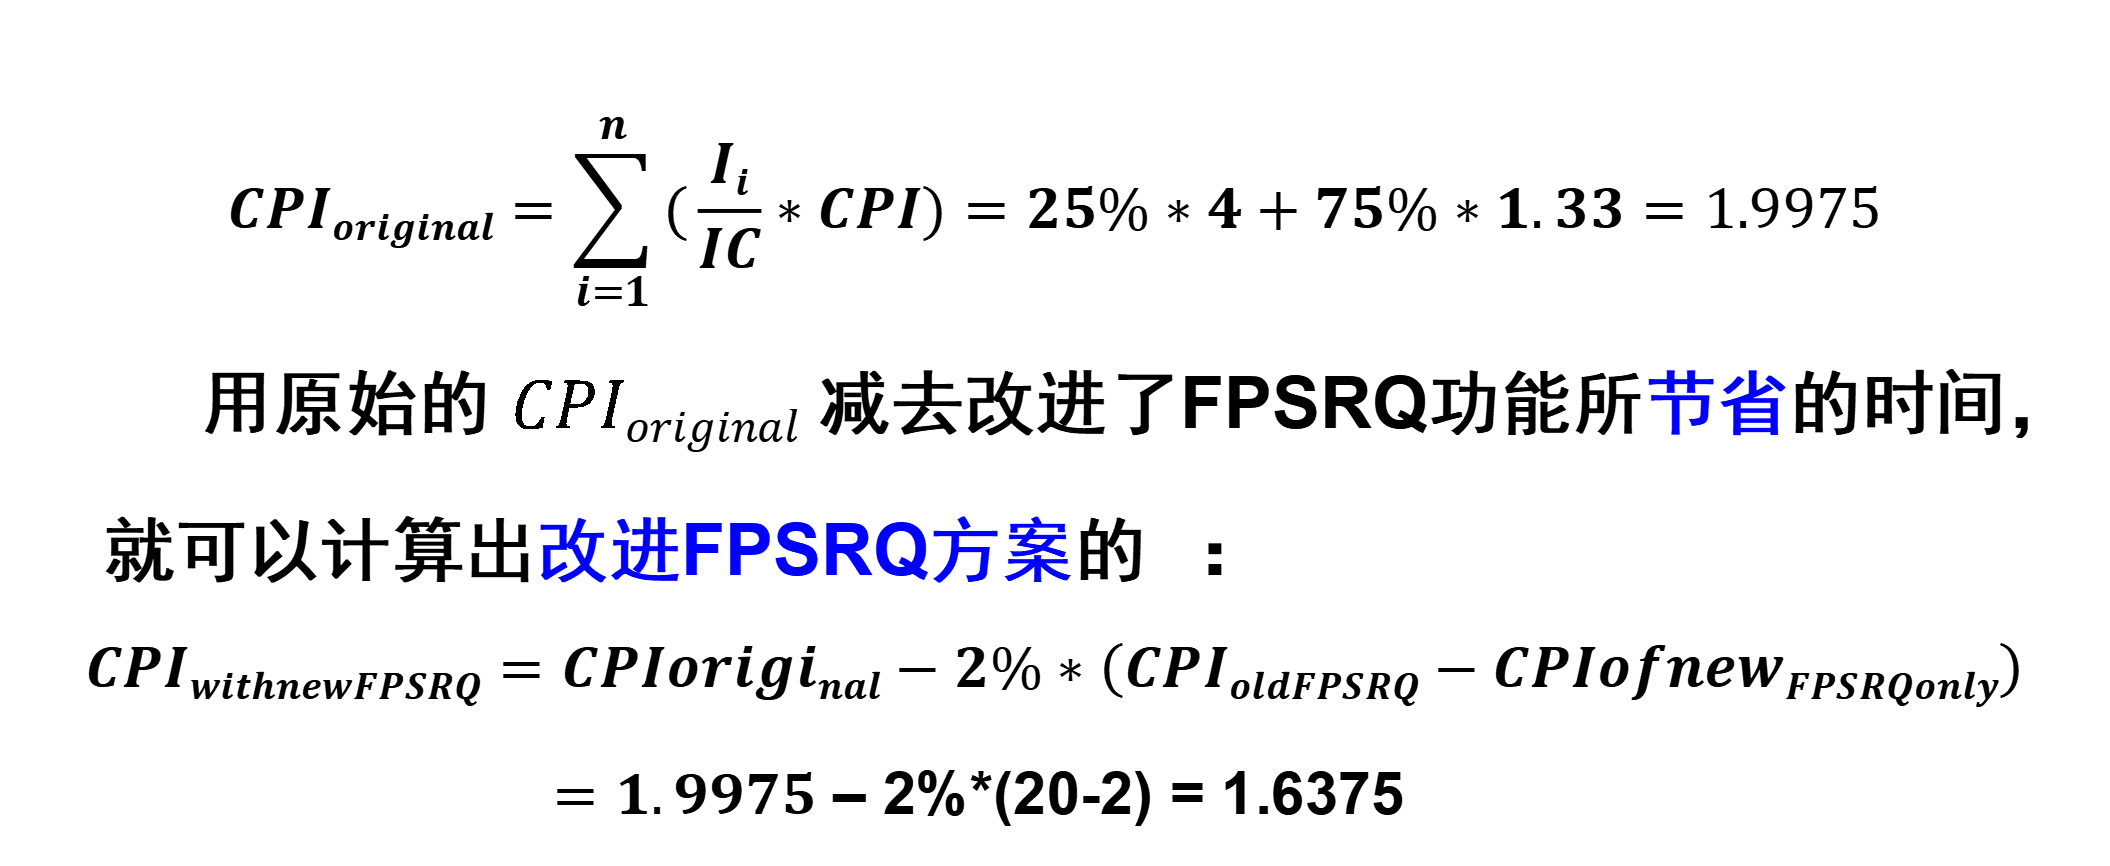 CPI_original = \sum_{i=1}^{n} (I_i/IC * CPI) = 25% * 4 + 75% * 1.33 = 1.9975
用原始的 CPI_original 减去改进了FPSRQ功能所节省的时间,
就可以计算出改进FPSRQ方案的 :
CPI_withnewFPSRQ = CPIorigi_nal − 2% * (CPI_oldFPSRQ − CPIofnew_FPSRQonly)
= 1.9975 – 2%*(20-2) = 1.6375